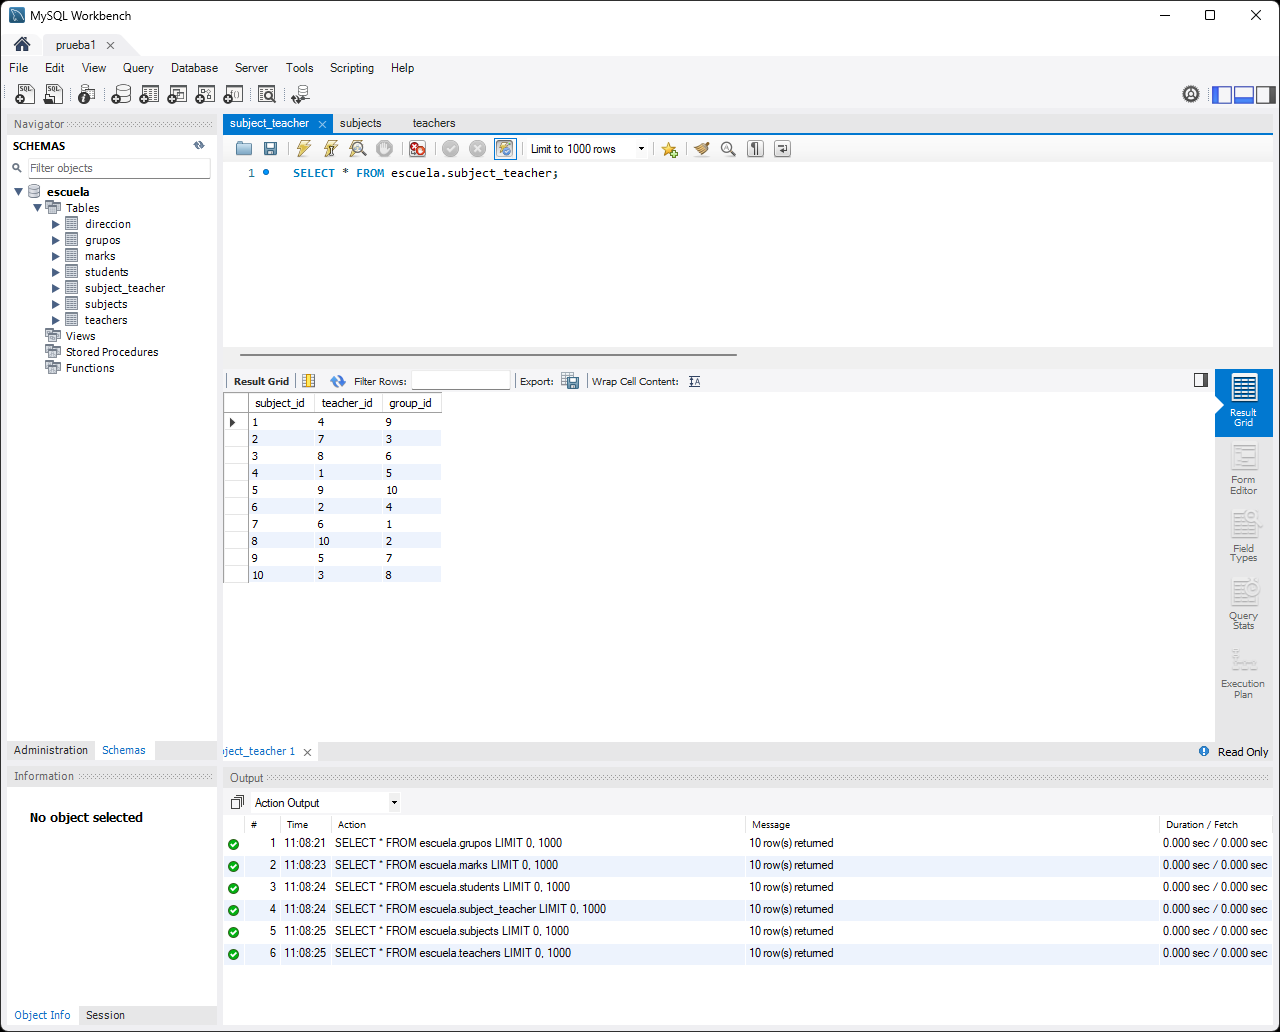 MySQL Workbench
prueba1
File Edit View Query Database Server Tools Scripting Help
Navigator
SCHEMAS
Filter objects
escuela
Tables
direccion
grupos
marks
students
subject_teacher
subjects
teachers
Views
Stored Procedures
Functions
Administration Schemas
Information
No object selected
Object Info Session
subject_teacher subjects teachers
Limit to 1000 rows
1 SELECT * FROM escuela.subject_teacher;
Result Grid Filter Rows: Export: Wrap Cell Content:
subject_id teacher_id group_id
1 4 9
2 7 3
3 8 6
4 1 5
5 9 10
6 2 4
7 6 1
8 10 2
9 5 7
10 3 8
Result
Grid
Form
Editor
Field
Types
Query
Stats
Execution
Plan
ject_teacher 1
Read Only
Output
Action Output
# Time Action Message Duration / Fetch
1 11:08:21 SELECT * FROM escuela.grupos LIMIT 0, 1000 10 row(s) returned 0.000 sec / 0.000 sec
2 11:08:23 SELECT * FROM escuela.marks LIMIT 0, 1000 10 row(s) returned 0.000 sec / 0.000 sec
3 11:08:24 SELECT * FROM escuela.students LIMIT 0, 1000 10 row(s) returned 0.000 sec / 0.000 sec
4 11:08:24 SELECT * FROM escuela.subject_teacher LIMIT 0, 1000 10 row(s) returned 0.000 sec / 0.000 sec
5 11:08:25 SELECT * FROM escuela.subjects LIMIT 0, 1000 10 row(s) returned 0.000 sec / 0.000 sec
6 11:08:25 SELECT * FROM escuela.teachers LIMIT 0, 1000 10 row(s) returned 0.000 sec / 0.000 sec